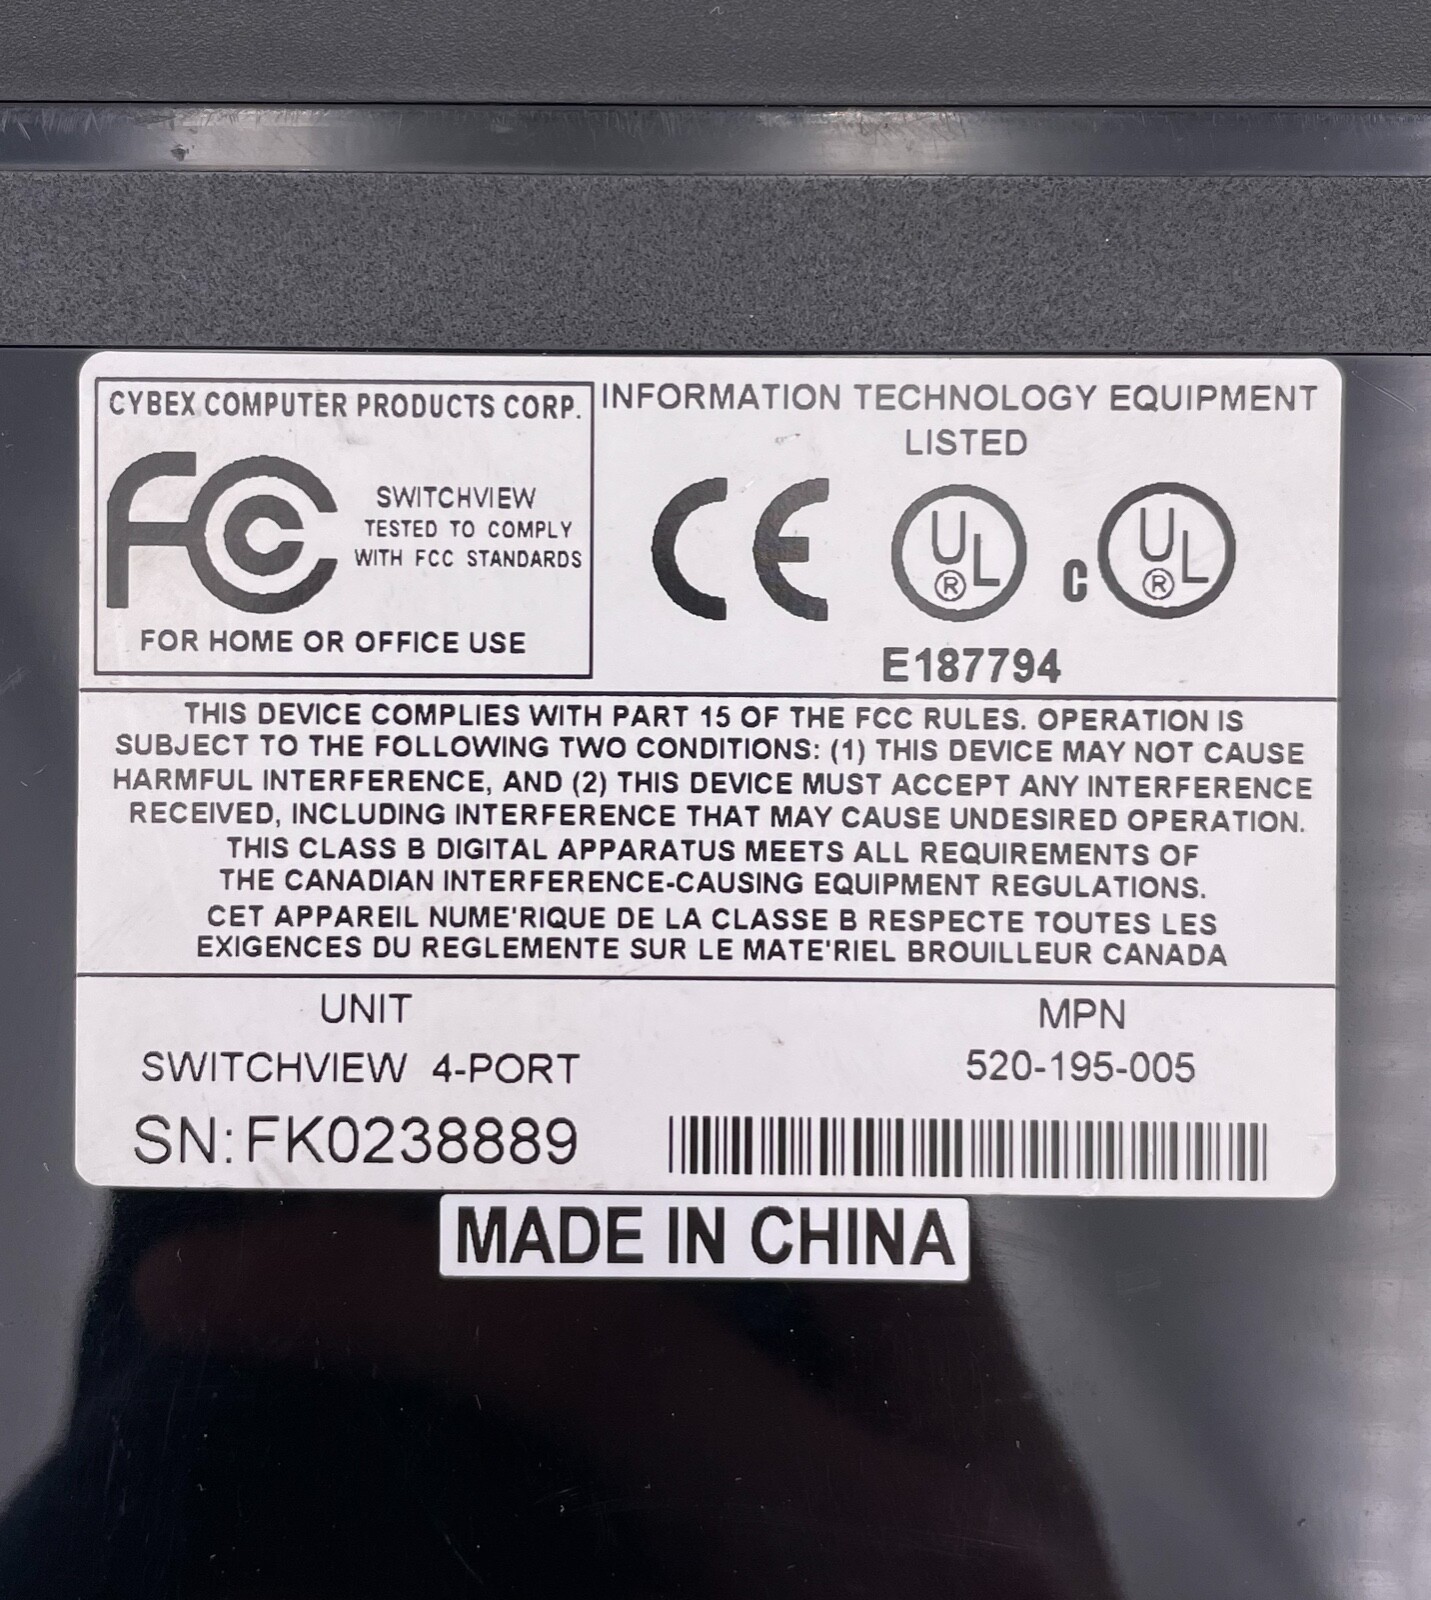 CYBEX COMPUTER PRODUCTS CORP.
FC
SWITCHVIEW
TESTED TO COMPLY
WITH FCC STANDARDS
FOR HOME OR OFFICE USE
INFORMATION TECHNOLOGY EQUIPMENT
LISTED
CE UL® c UL®
E187794
THIS DEVICE COMPLIES WITH PART 15 OF THE FCC RULES. OPERATION IS
SUBJECT TO THE FOLLOWING TWO CONDITIONS: (1) THIS DEVICE MAY NOT CAUSE
HARMFUL INTERFERENCE, AND (2) THIS DEVICE MUST ACCEPT ANY INTERFERENCE
RECEIVED, INCLUDING INTERFERENCE THAT MAY CAUSE UNDESIRED OPERATION.
THIS CLASS B DIGITAL APPARATUS MEETS ALL REQUIREMENTS OF
THE CANADIAN INTERFERENCE-CAUSING EQUIPMENT REGULATIONS.
CET APPAREIL NUME'RIQUE DE LA CLASSE B RESPECTE TOUTES LES
EXIGENCES DU REGLEMENTE SUR LE MATE'RIEL BROUILLEUR CANADA
UNIT
SWITCHVIEW 4-PORT
SN: FK0238889
MPN
520-195-005
MADE IN CHINA